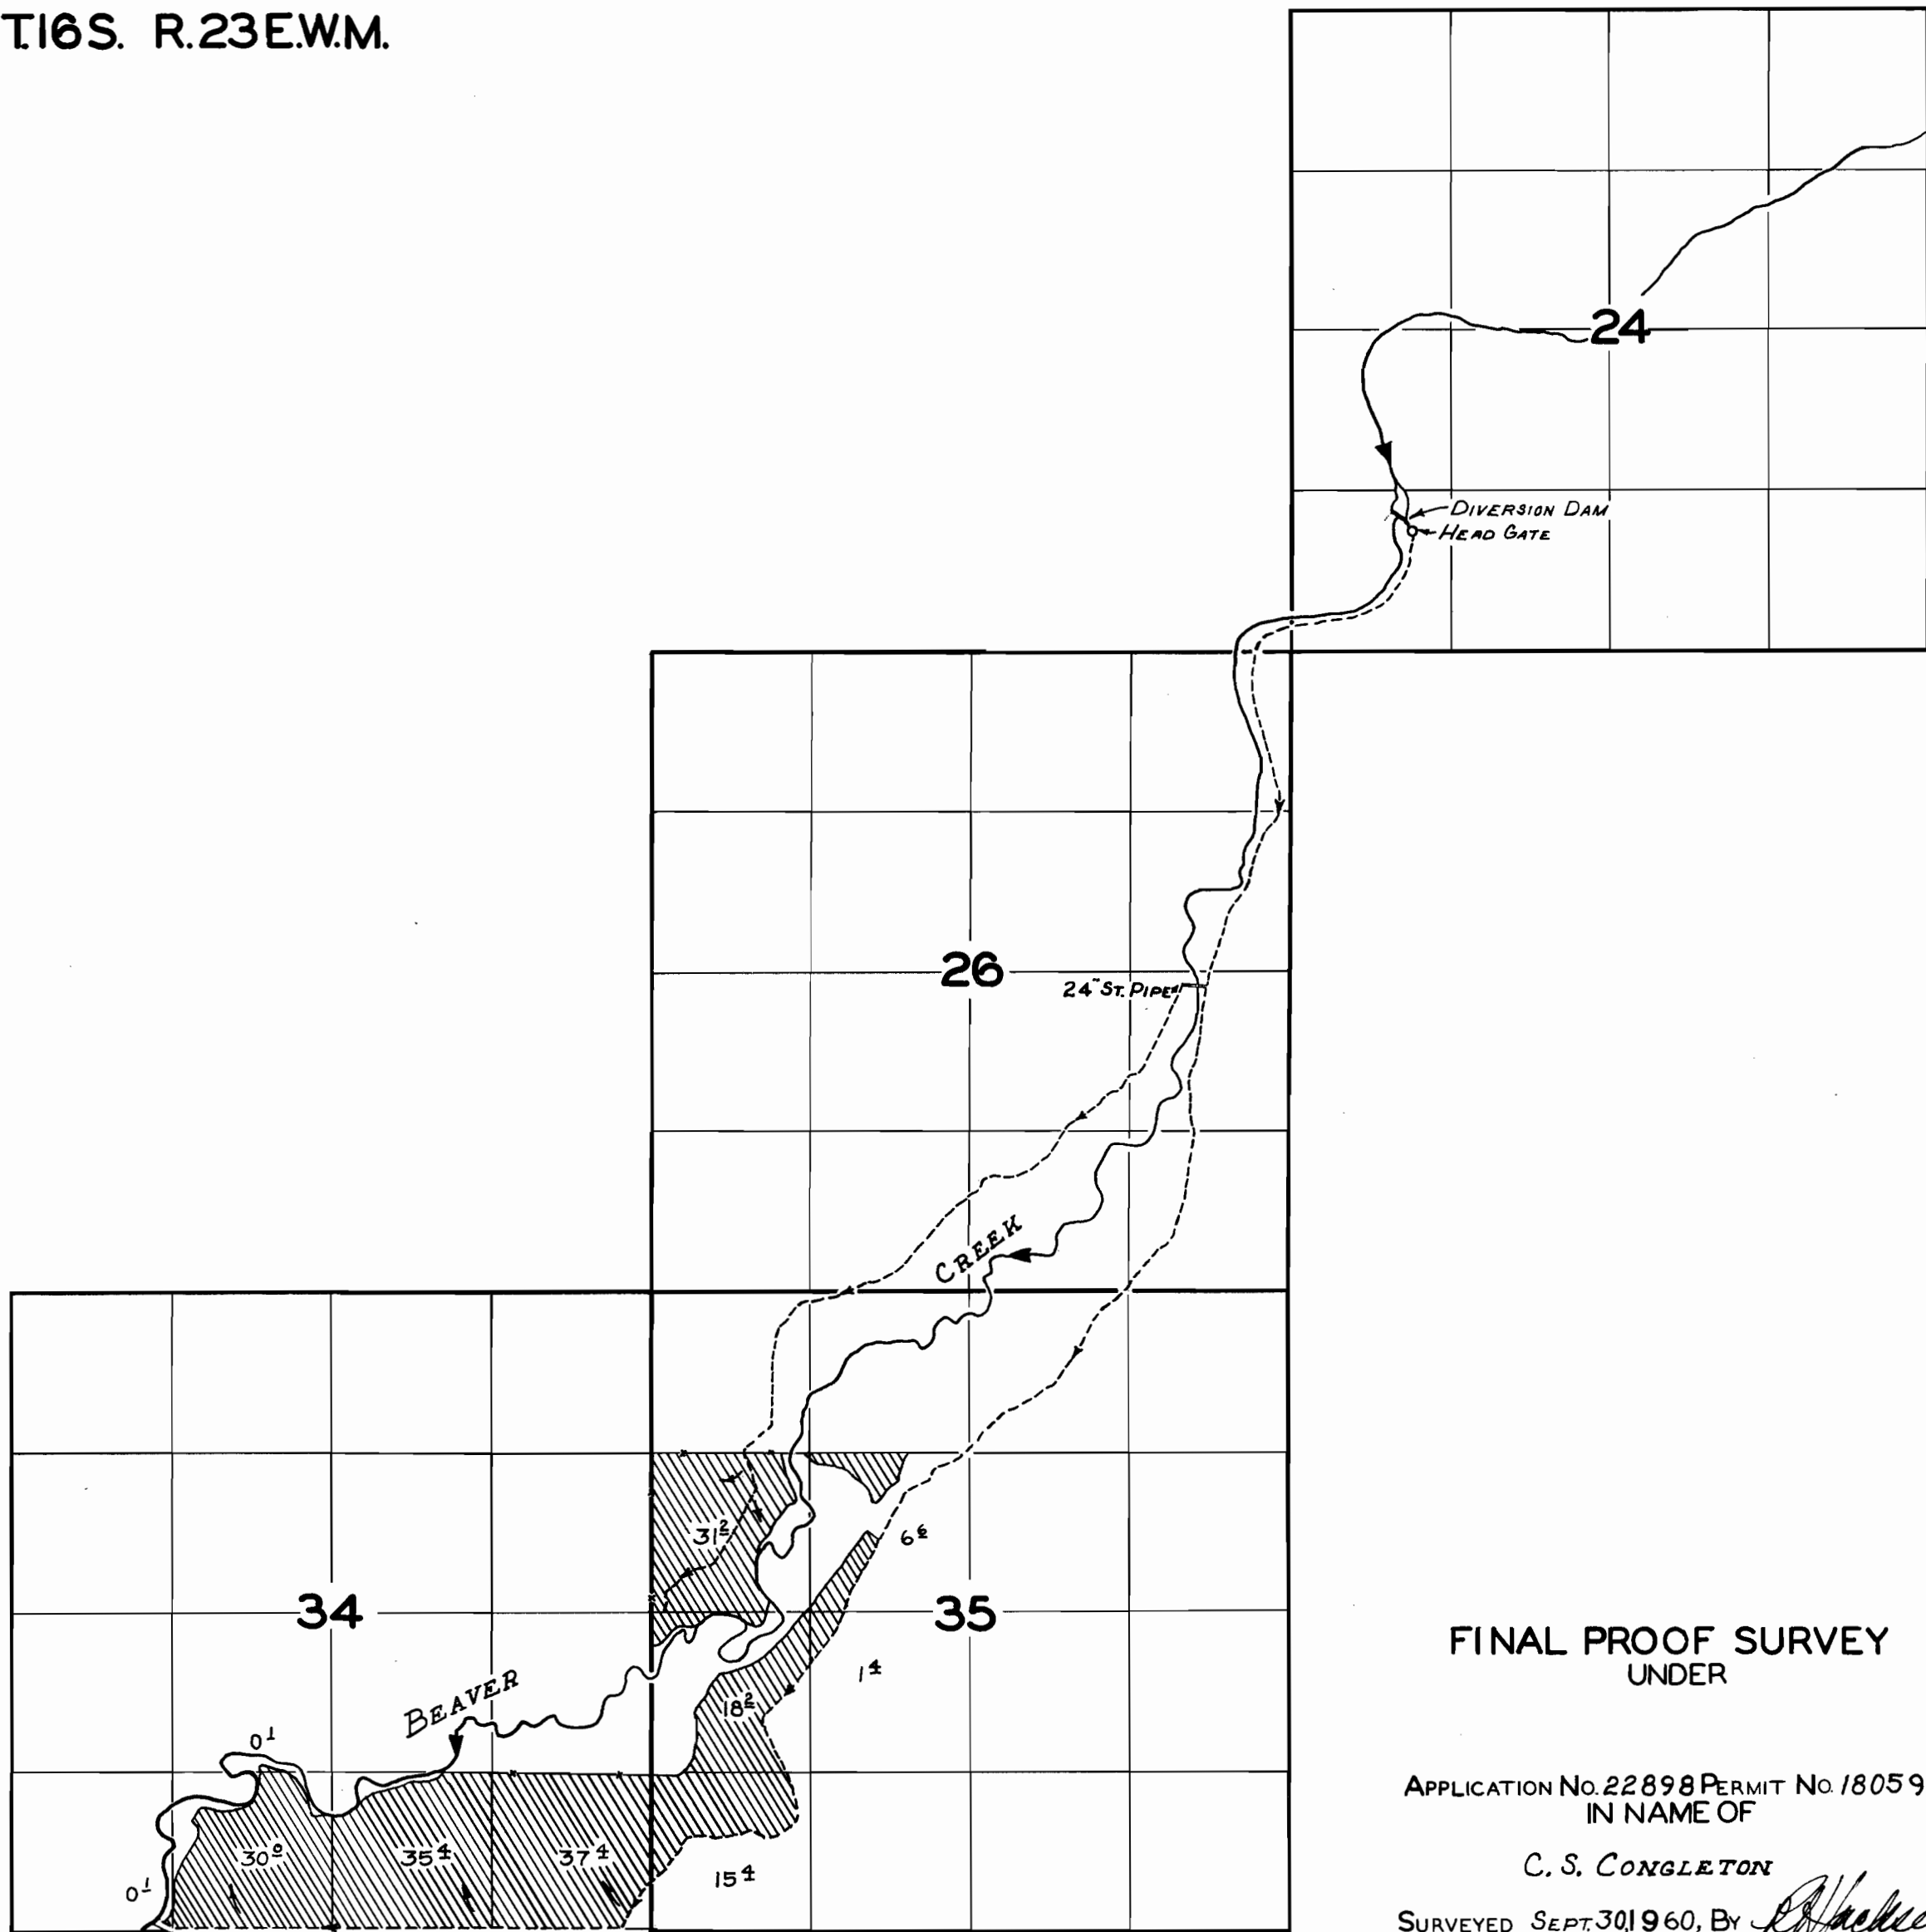 T.16S. R.23E.W.M.
24
DIVERSION DAM
HEAD GATE
26
24" ST. PIPE
CREEK
31 2
6 6
34
35
1 4
BEAVER
18 2
0 1
30 0
35 4
37 4
15 4
0 1
FINAL PROOF SURVEY
UNDER
APPLICATION No. 22898 PERMIT No. 18059
IN NAME OF
C. S. CONGLETON
SURVEYED SEPT. 30, 1960, BY